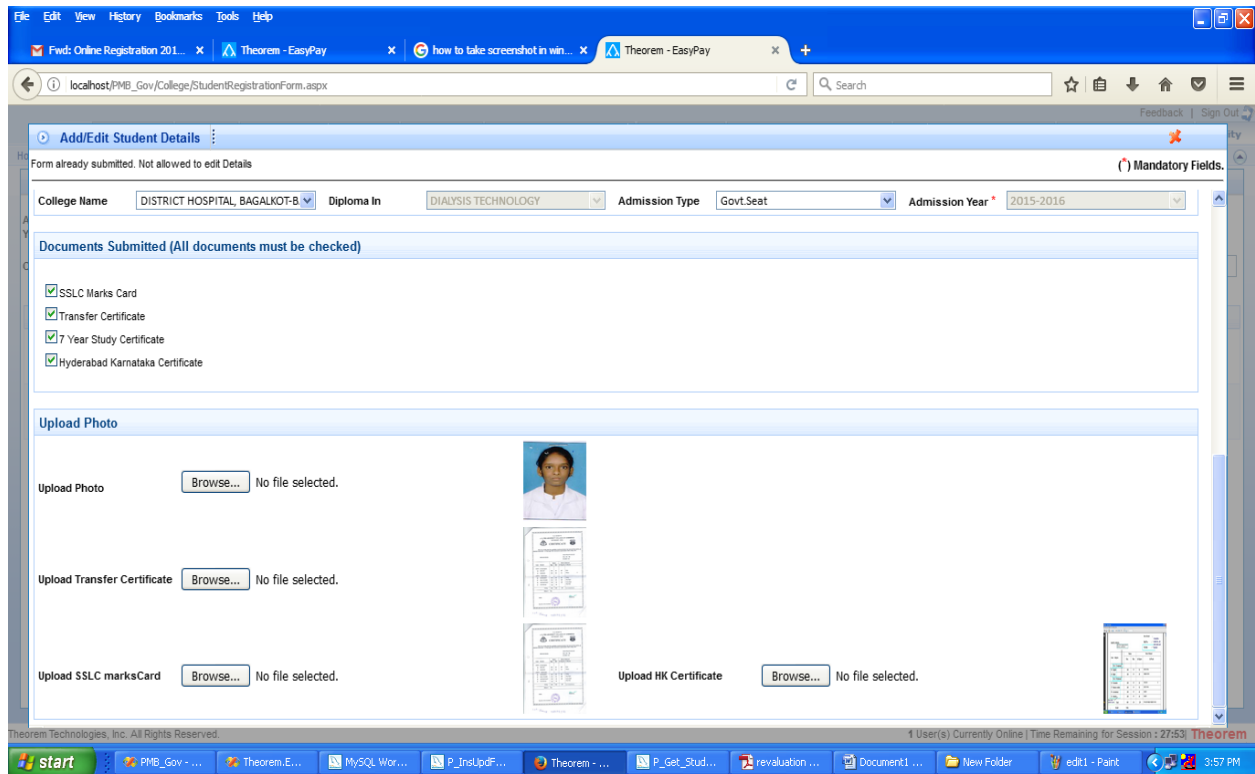 File Edit View History Bookmarks Tools Help
Fwd: Online Registration 201... × Theorem - EasyPay × how to take screenshot in win... × Theorem - EasyPay × +
localhost/PMB_Gov/College/StudentRegistrationForm.aspx Search
Feedback | Sign Out
Add/Edit Student Details
Form already submitted. Not allowed to edit Details (*) Mandatory Fields.
College Name DISTRICT HOSPITAL, BAGALKOT-B Diploma In DIALYSIS TECHNOLOGY Admission Type Govt.Seat Admission Year * 2015-2016
Documents Submitted (All documents must be checked)
SSLC Marks Card
Transfer Certificate
7 Year Study Certificate
Hyderabad Karnataka Certificate
Upload Photo
Upload Photo Browse... No file selected.
Upload Transfer Certificate Browse... No file selected.
Upload SSLC marksCard Browse... No file selected. Upload HK Certificate Browse... No file selected.
Theorem Technologies, Inc. All Rights Reserved. 1 User(s) Currently Online | Time Remaining for Session : 27:53 | Theorem
start PMB_Gov - ... Theorem.E... MySQL Wor... P_InsUpdF... Theorem - ... P_Get_Stud... revaluation ... Document1 ... New Folder edit1 - Paint 3:57 PM